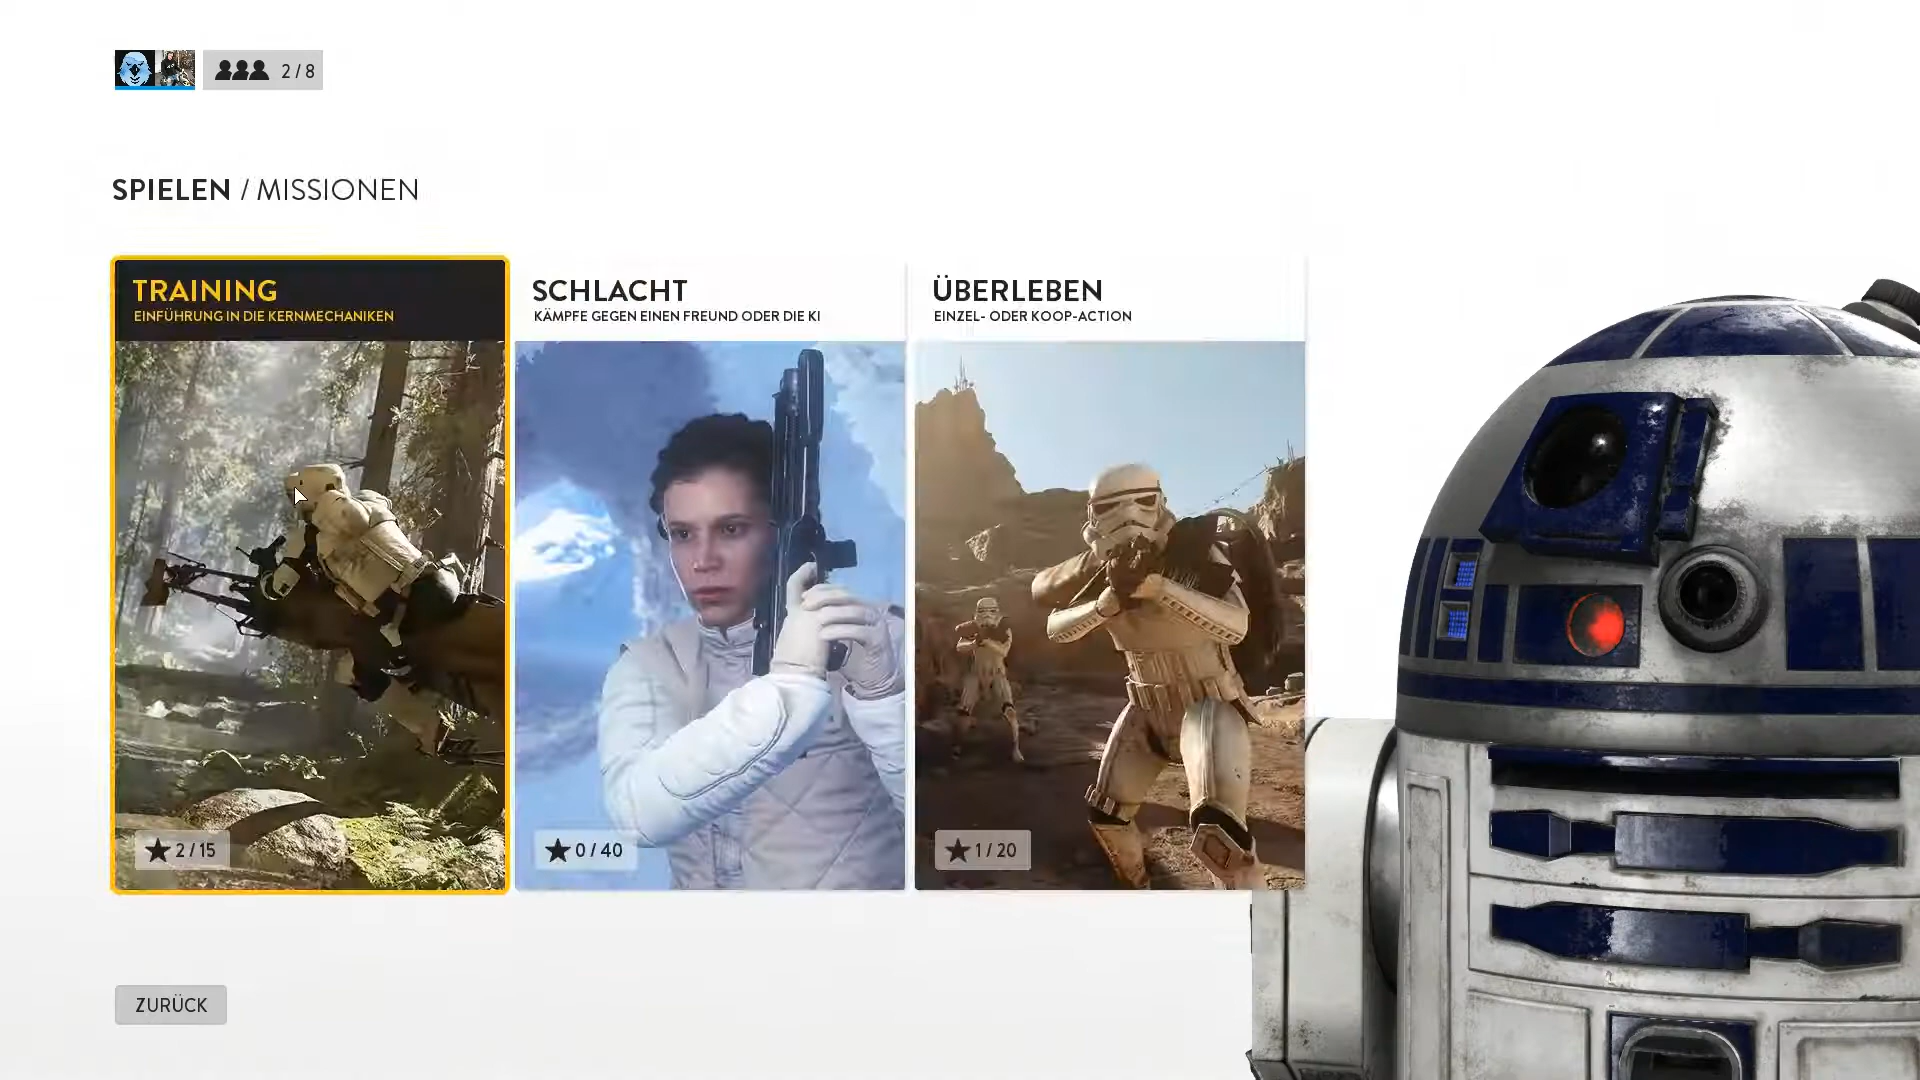 2 / 8
SPIELEN / MISSIONEN
TRAINING
EINFÜHRUNG IN DIE KERNMECHANIKEN
SCHLACHT
KÄMPFE GEGEN EINEN FREUND ODER DIE KI
ÜBERLEBEN
EINZEL- ODER KOOP-ACTION
2 / 15
0 / 40
1 / 20
ZURÜCK